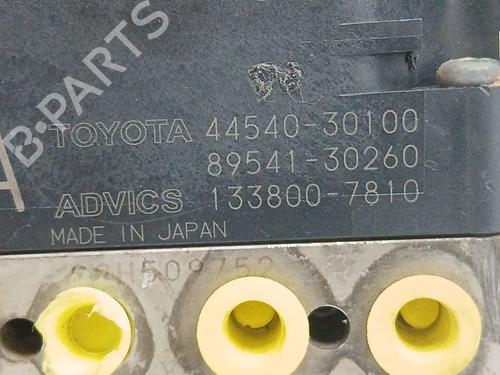 B-PARTS
TOYOTA 44540-30100
89541-30260
A
ADVICS 133800-7810
MADE IN JAPAN